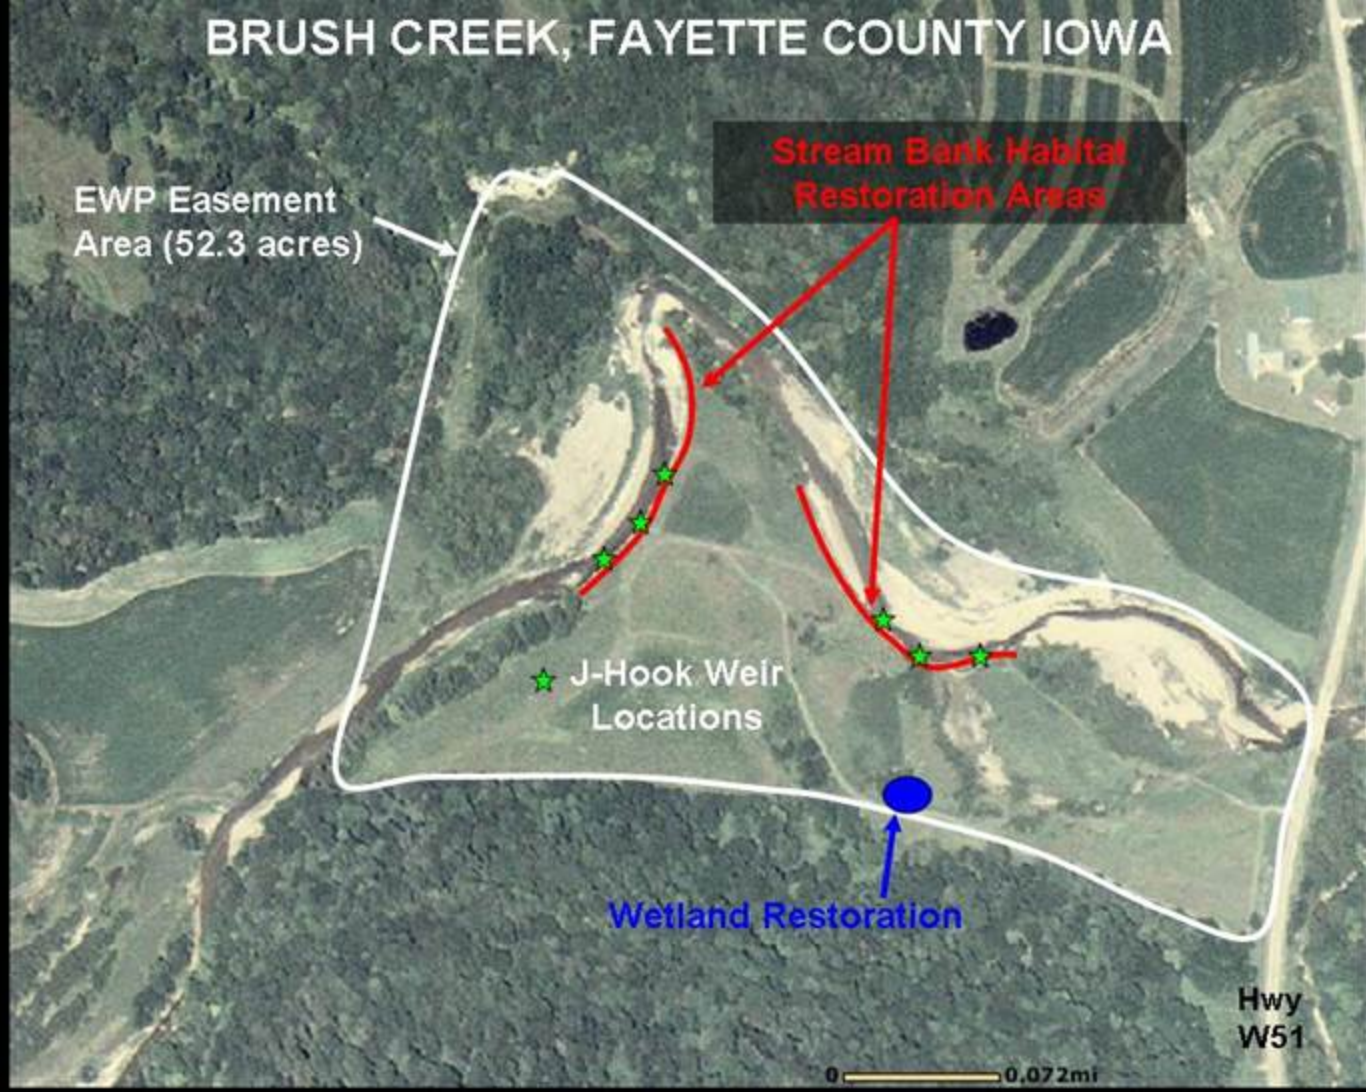 BRUSH CREEK, FAYETTE COUNTY IOWA
Stream Bank Habitat
Restoration Areas
EWP Easement
Area (52.3 acres)
J-Hook Weir
Locations
Wetland Restoration
Hwy
W51
0 0.072mi